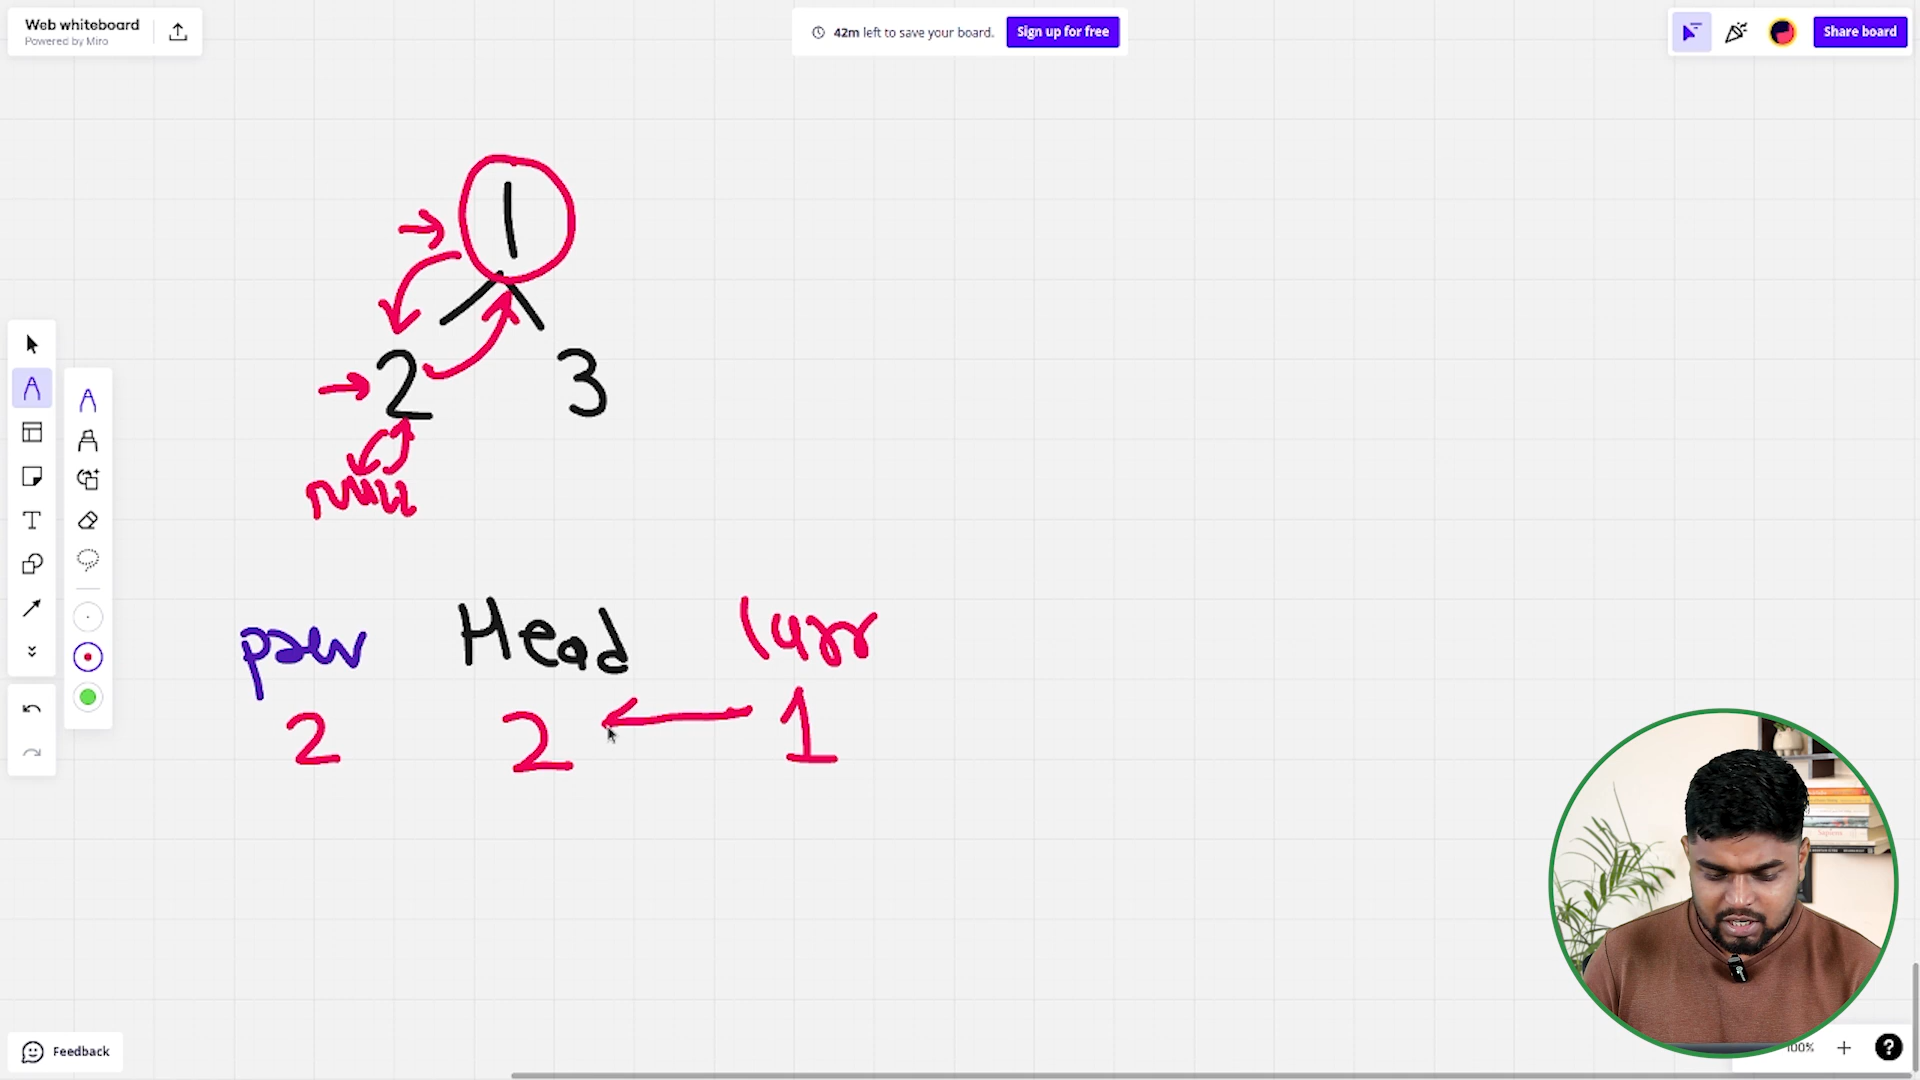 Web whiteboard
Powered by Miro
42m left to save your board.
Sign up for free
Share board
1
2 3
null
prev Head Curr
2 2 1
Feedback
100%